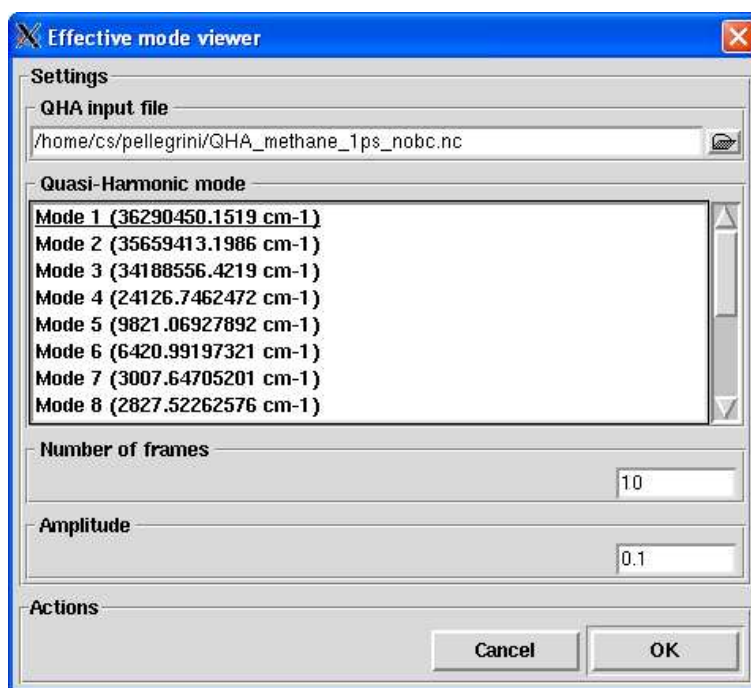 Effective mode viewer
Settings
QHA input file
/home/cs/pellegrini/QHA_methane_1ps_nobc.nc
Quasi-Harmonic mode
Mode 1 (36290450.1519 cm-1)
Mode 2 (35659413.1986 cm-1)
Mode 3 (34188556.4219 cm-1)
Mode 4 (24126.7462472 cm-1)
Mode 5 (9821.06927892 cm-1)
Mode 6 (6420.99197321 cm-1)
Mode 7 (3007.64705201 cm-1)
Mode 8 (2827.52262576 cm-1)
Number of frames
10
Amplitude
0.1
Actions
Cancel OK